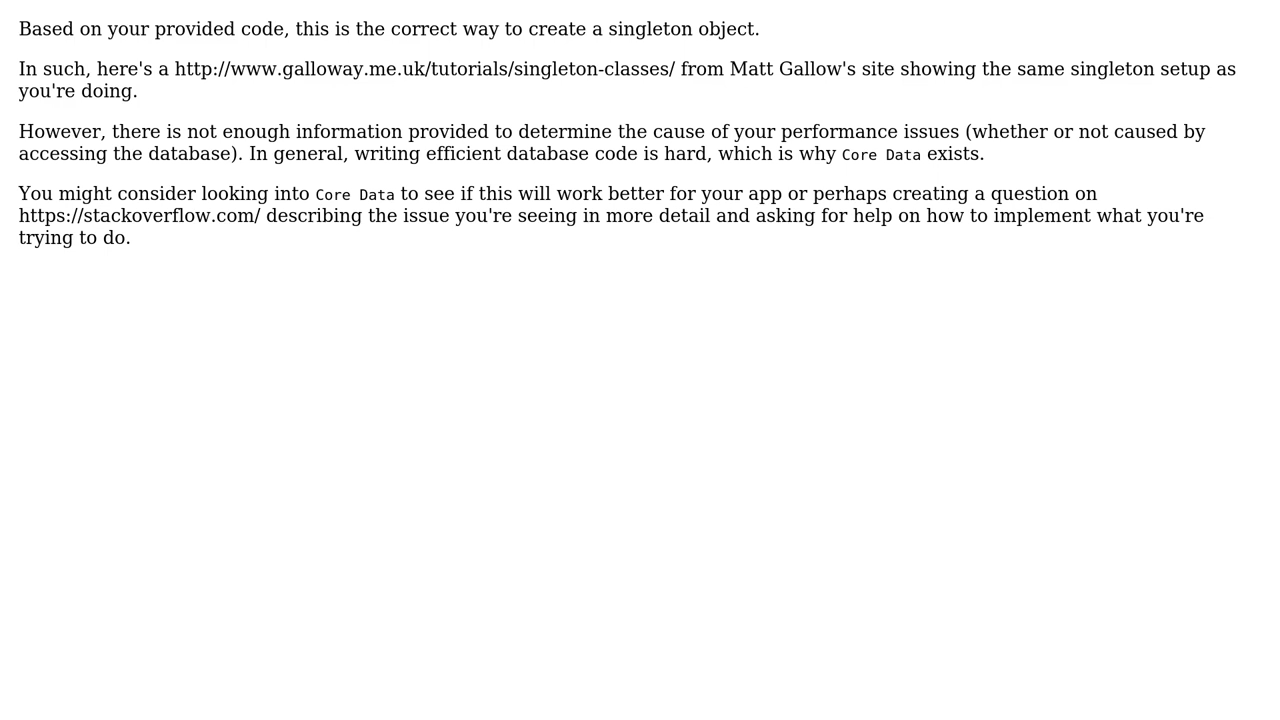 Based on your provided code, this is the correct way to create a singleton object.
In such, here's a http://www.galloway.me.uk/tutorials/singleton-classes/ from Matt Gallow's site showing the same singleton setup as
you're doing.
However, there is not enough information provided to determine the cause of your performance issues (whether or not caused by
accessing the database). In general, writing efficient database code is hard, which is why Core Data exists.
You might consider looking into Core Data to see if this will work better for your app or perhaps creating a question on
https://stackoverflow.com/ describing the issue you're seeing in more detail and asking for help on how to implement what you're
trying to do.